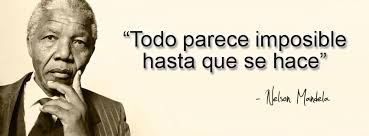 “Todo parece imposible
hasta que se hace”
- Nelson Mandela